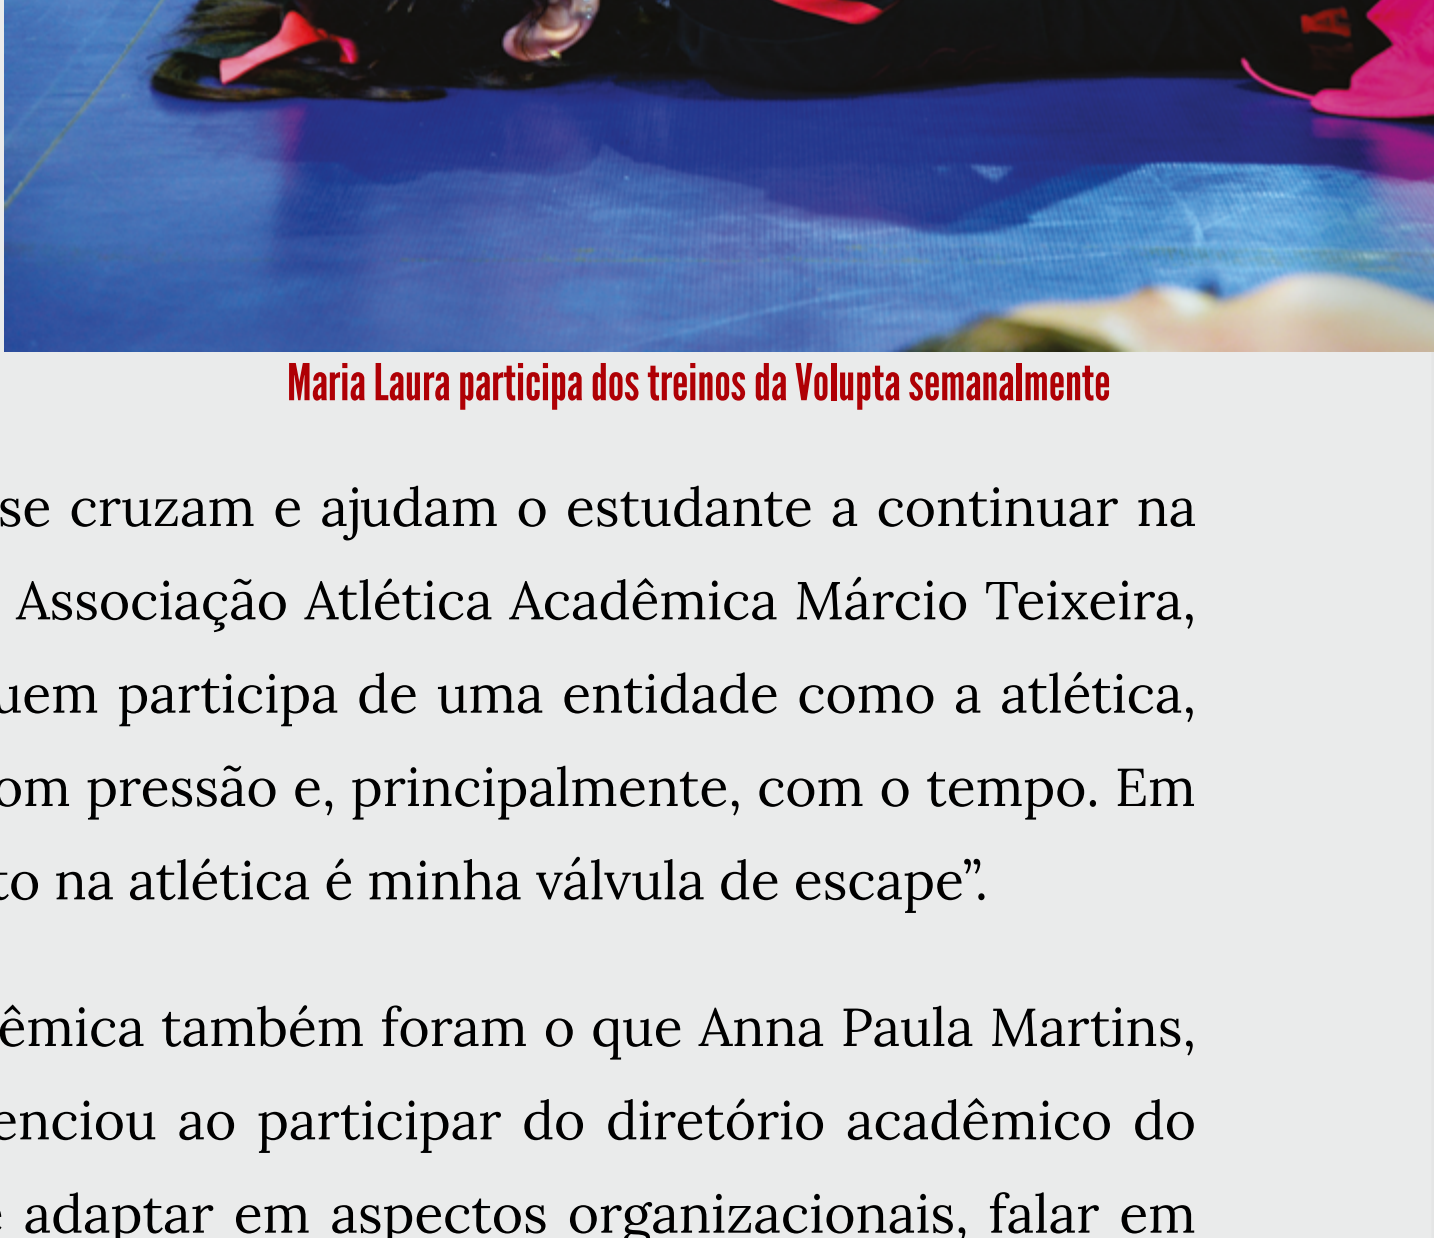 Maria Laura participa dos treinos da Volupta semanalmente
se cruzam e ajudam o estudante a continuar na
Associação Atlética Acadêmica Márcio Teixeira,
uem participa de uma entidade como a atlética,
om pressão e, principalmente, com o tempo. Em
to na atlética é minha válvula de escape”.
êmica também foram o que Anna Paula Martins,
enciou ao participar do diretório acadêmico do
adaptar em aspectos organizacionais, falar em